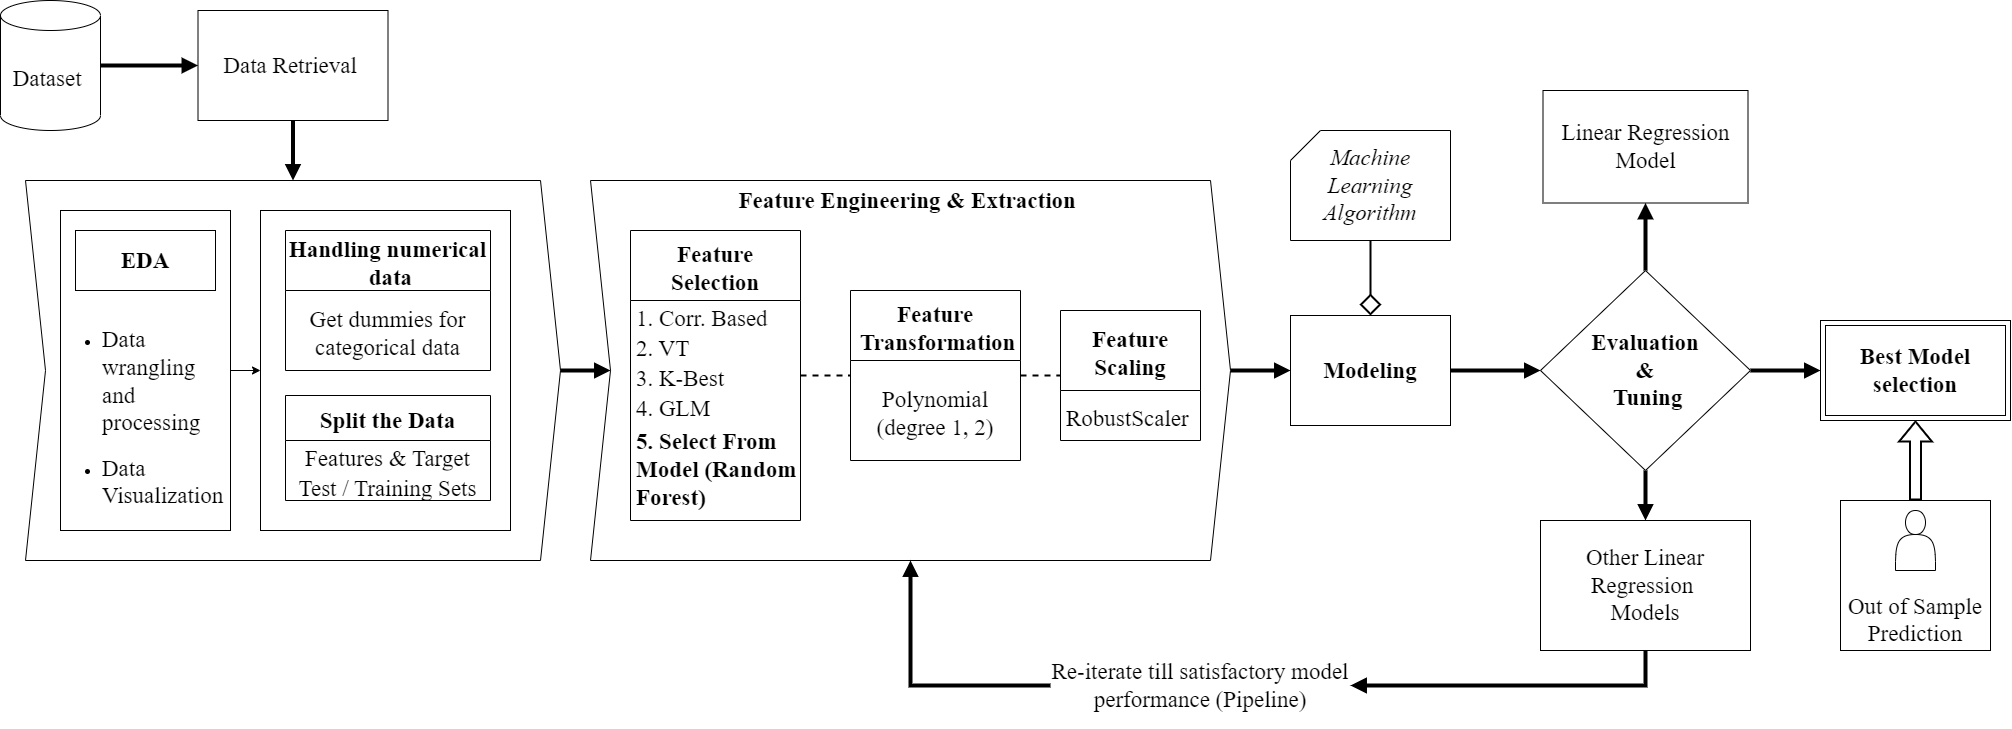 Dataset
Data Retrieval
EDA
• Data
wrangling
and
processing
• Data
Visualization
Handling numerical
data
Get dummies for
categorical data
Split the Data
Features & Target
Test / Training Sets
Feature Engineering & Extraction
Feature
Selection
1. Corr. Based
2. VT
3. K-Best
4. GLM
5. Select From
Model (Random
Forest)
Feature
Transformation
Polynomial
(degree 1, 2)
Feature
Scaling
RobustScaler
Machine
Learning
Algorithm
Modeling
Linear Regression
Model
Evaluation
&
Tuning
Other Linear
Regression
Models
Re-iterate till satisfactory model
performance (Pipeline)
Best Model
selection
Out of Sample
Prediction